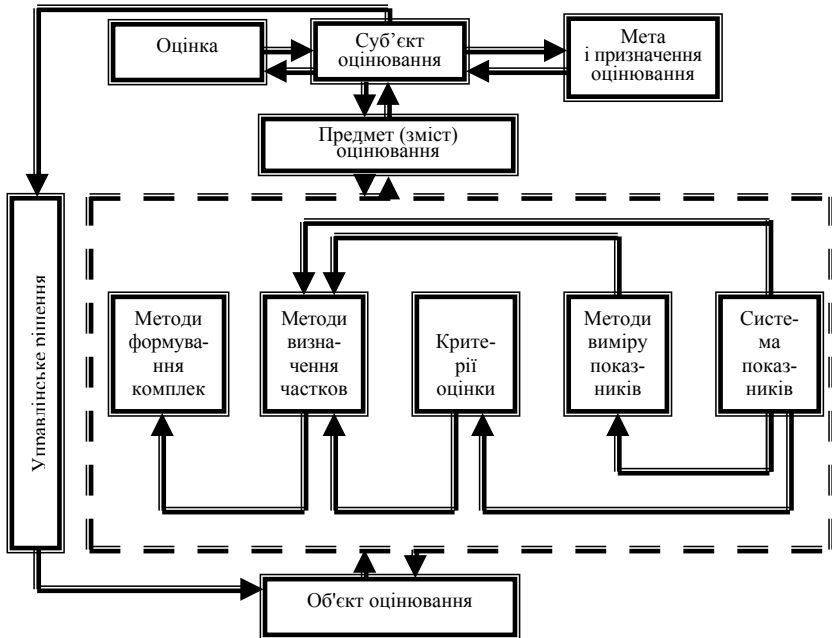 Оцінка
Суб’єкт
оцінювання
Мета
і призначення
оцінювання
Предмет (зміст)
оцінювання
Управлінське рішення
Методи
формува-
ння
комплек
Методи
визна-
чення
частков
Крите-
рії
оцінки
Методи
виміру
показ-
ників
Систе-
ма
показ-
ників
Об'єкт оцінювання